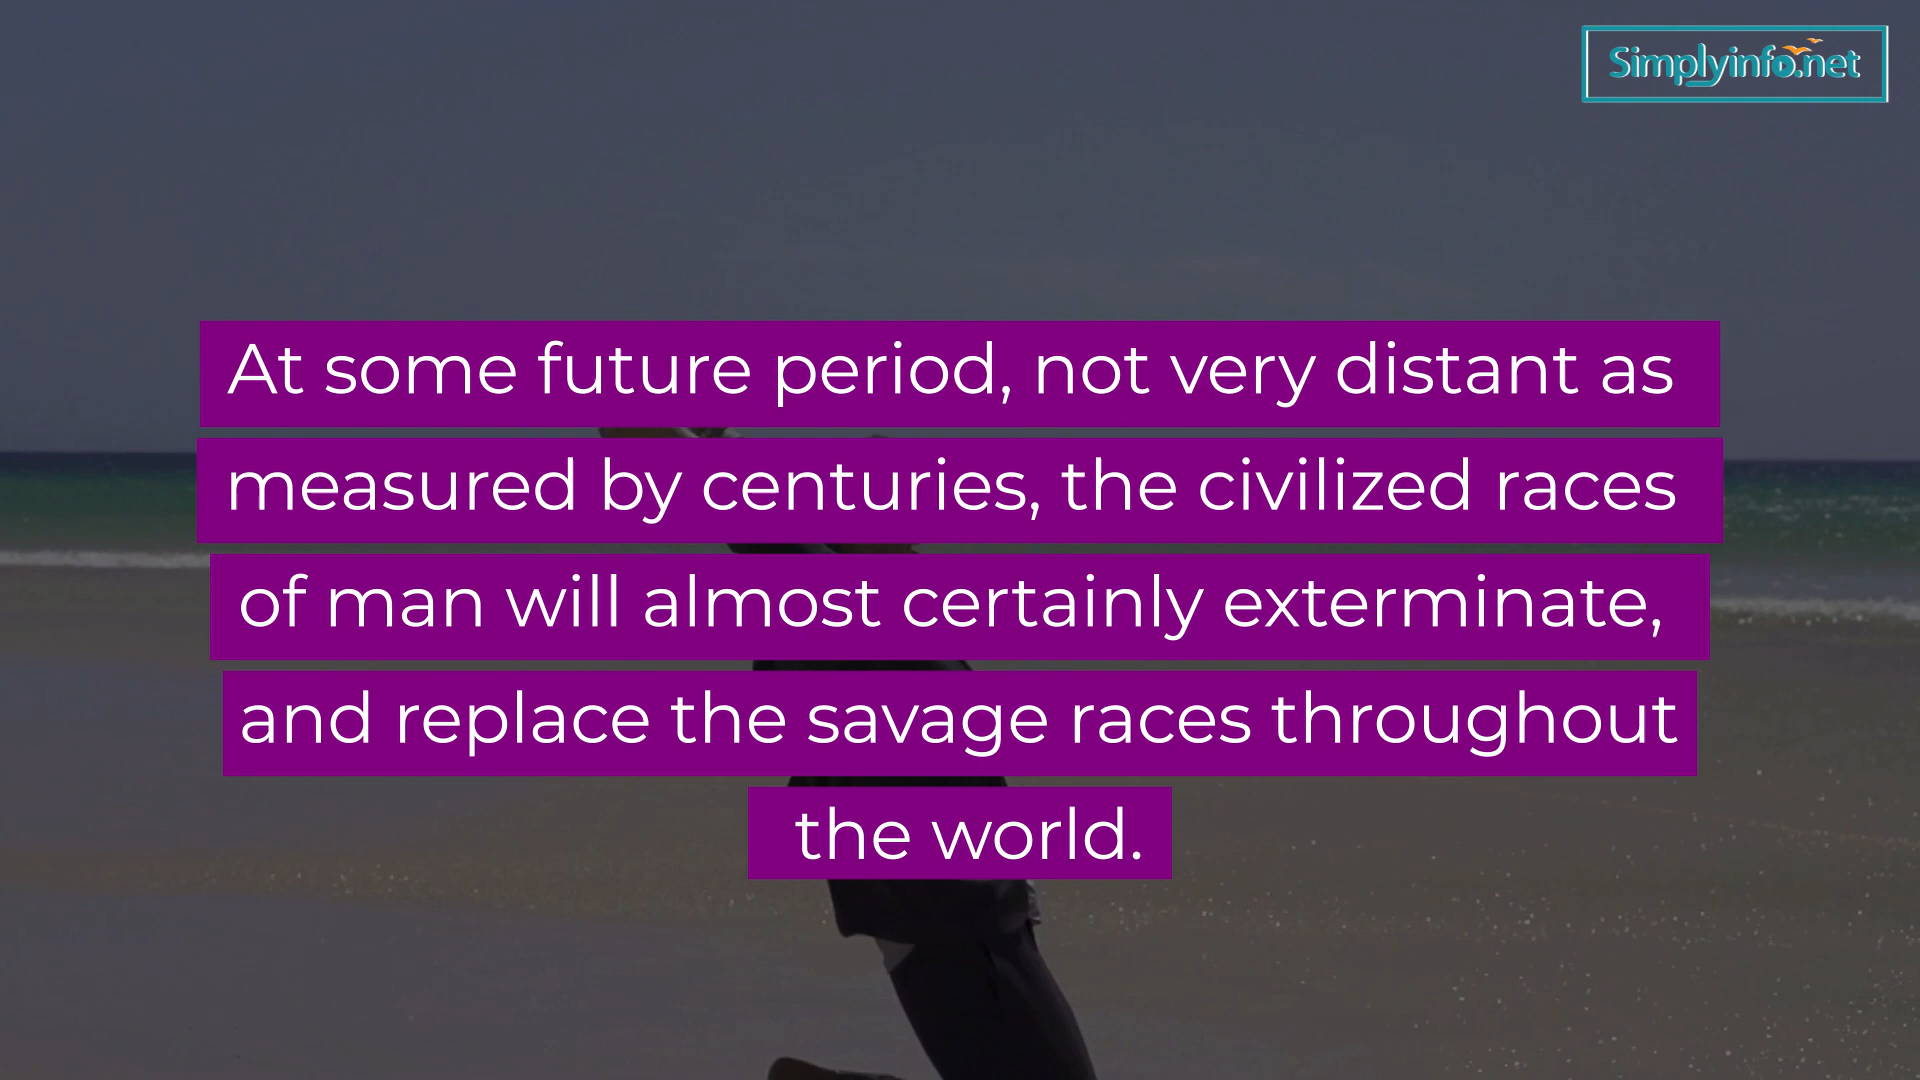 Simplyinfo.net
At some future period, not very distant as
measured by centuries, the civilized races
of man will almost certainly exterminate,
and replace the savage races throughout
the world.